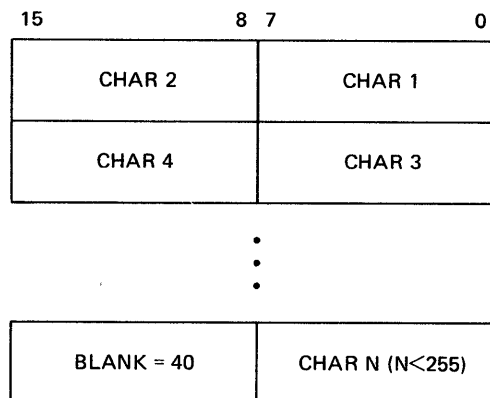 15 8 7 0
CHAR 2 CHAR 1
CHAR 4 CHAR 3
BLANK = 40 CHAR N (N<255)